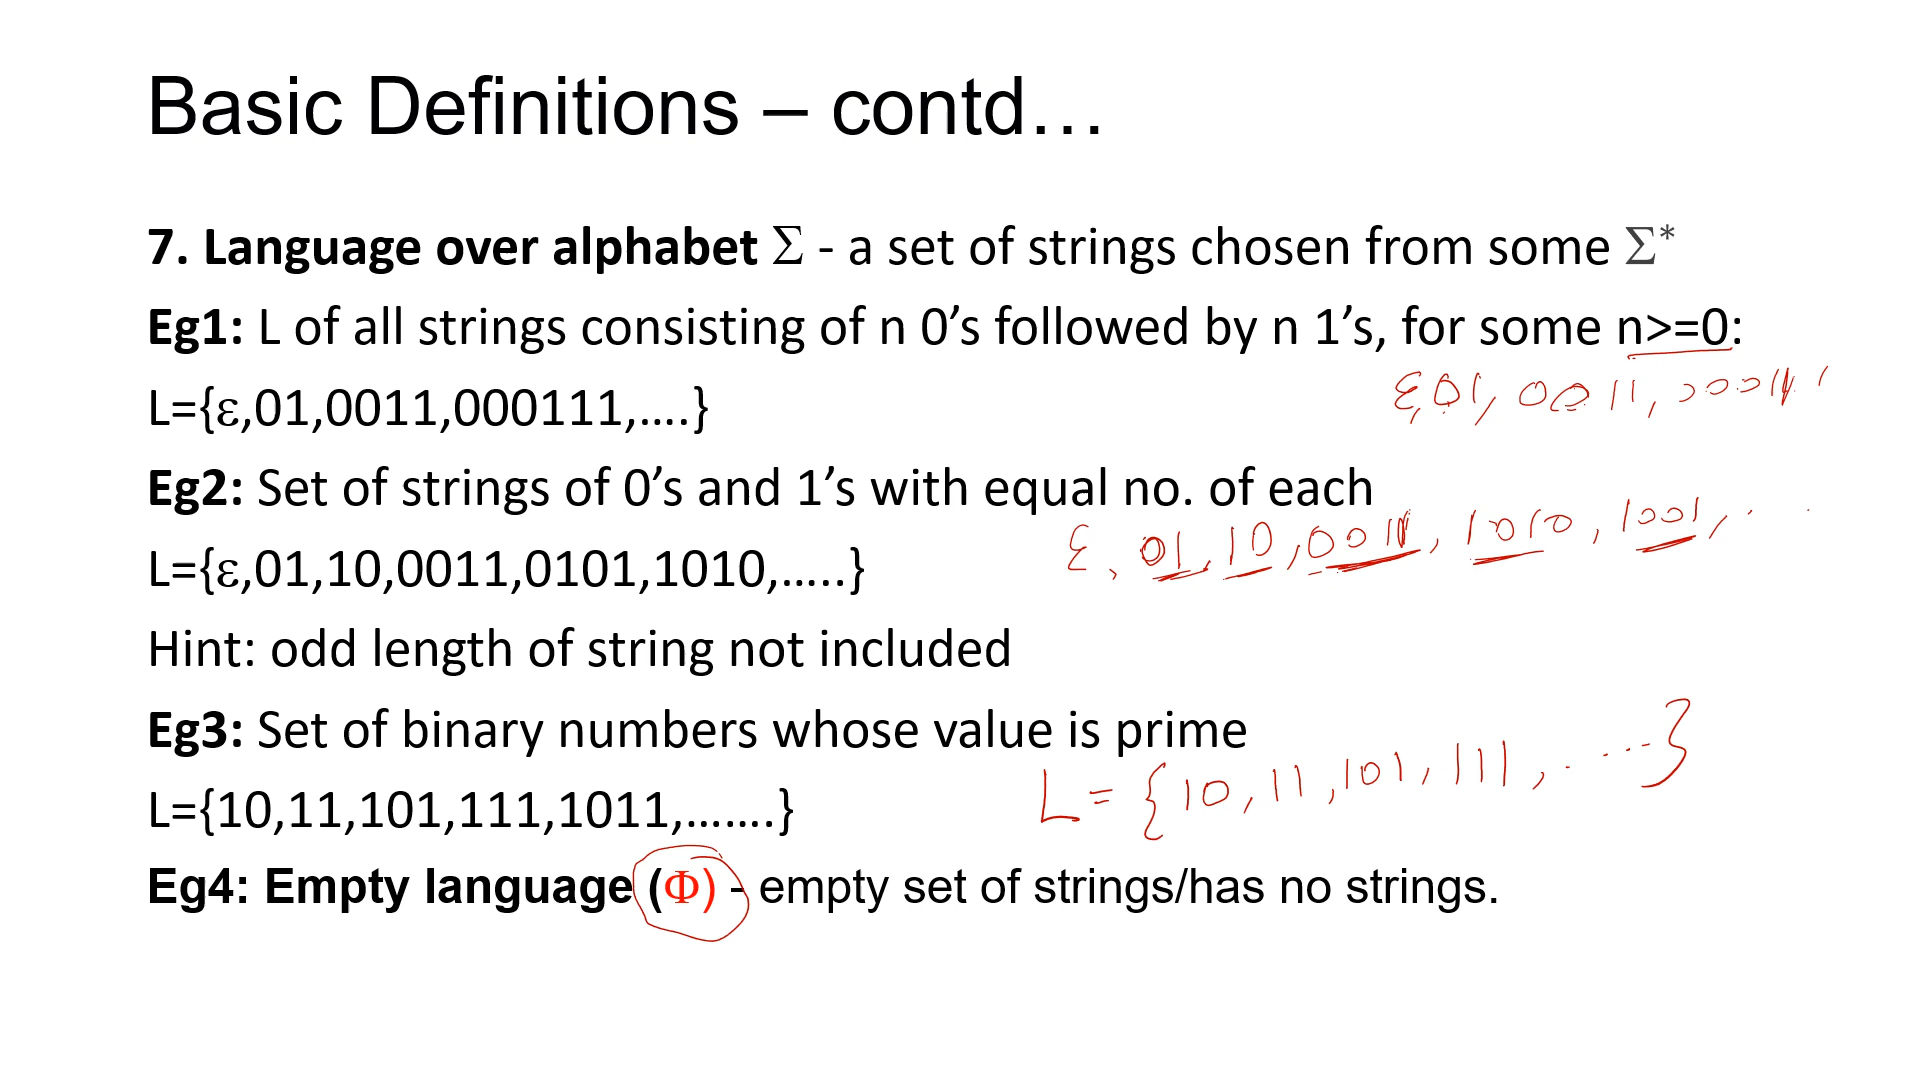 Basic Definitions – contd…
7. Language over alphabet Σ - a set of strings chosen from some Σ*
Eg1: L of all strings consisting of n 0’s followed by n 1’s, for some n>=0:
L={ε,01,0011,000111,….}
ε,01, 0011,
Eg2: Set of strings of 0’s and 1’s with equal no. of each
ε, 01, 10, 0011, 1010, 1001, . .
L={ε,01,10,0011,0101,1010,…..}
Hint: odd length of string not included
Eg3: Set of binary numbers whose value is prime
L = {10, 11, 101, 111, . ...}
L={10,11,101,111,1011,…….}
Eg4: Empty language (Φ) - empty set of strings/has no strings.